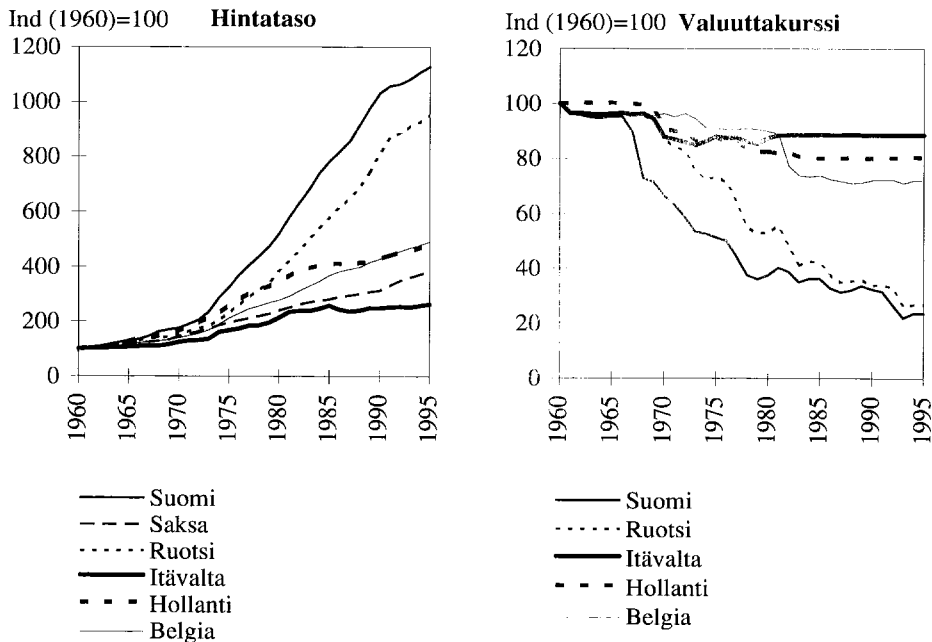 Ind (1960)=100 Hintataso
1200
1000
800
600
400
200
0
1960
1965
1970
1975
1980
1985
1990
1995
Suomi
Saksa
Ruotsi
Itävalta
Hollanti
Belgia
Ind (1960)=100 Valuuttakurssi
120
100
80
60
40
20
0
1960
1965
1970
1975
1980
1985
1990
1995
Suomi
Ruotsi
Itävalta
Hollanti
Belgia